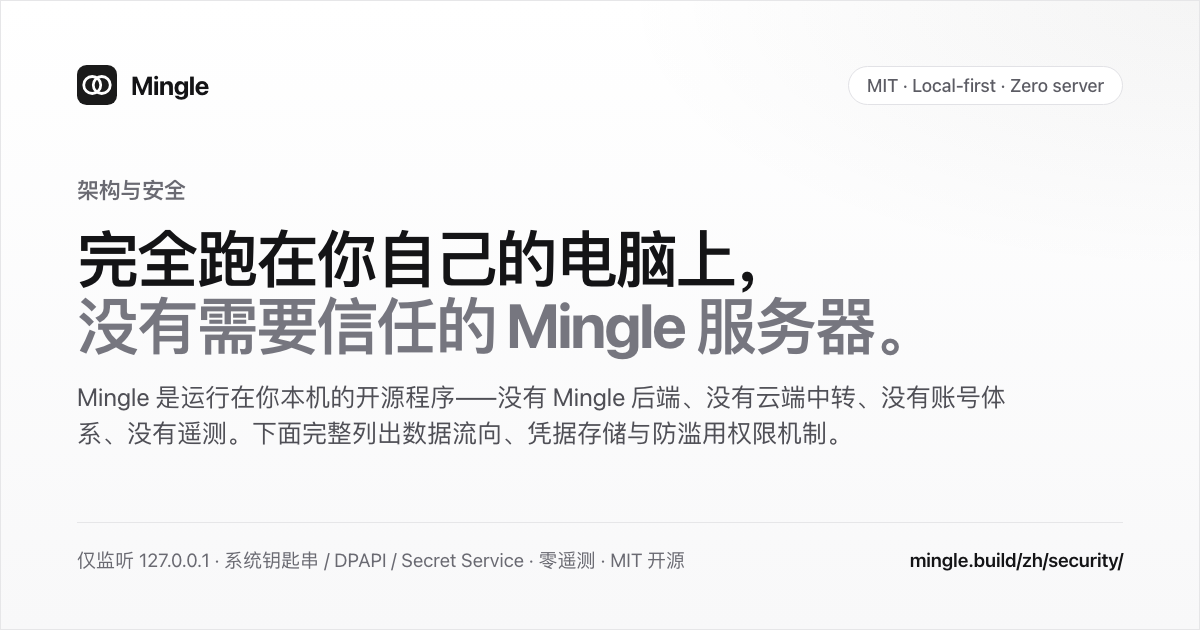 Mingle
MIT · Local-first · Zero server
架构与安全
完全跑在你自己的电脑上，
没有需要信任的 Mingle 服务器。
Mingle 是运行在你本机的开源程序——没有 Mingle 后端、没有云端中转、没有账号体
系、没有遥测。下面完整列出数据流向、凭据存储与防滥用权限机制。
仅监听 127.0.0.1 · 系统钥匙串 / DPAPI / Secret Service · 零遥测 · MIT 开源
mingle.build/zh/security/